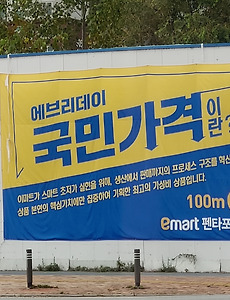 에브리데이
국민가격이란?
이마트가 스마트 초저가 실현을 위해, 생산에서 판매까지의 프로세스 구조를 혁신
상품 본연의 핵심가치에만 집중하여 기획한 최고의 가성비 상품입니다.
100m
emart 펜타포